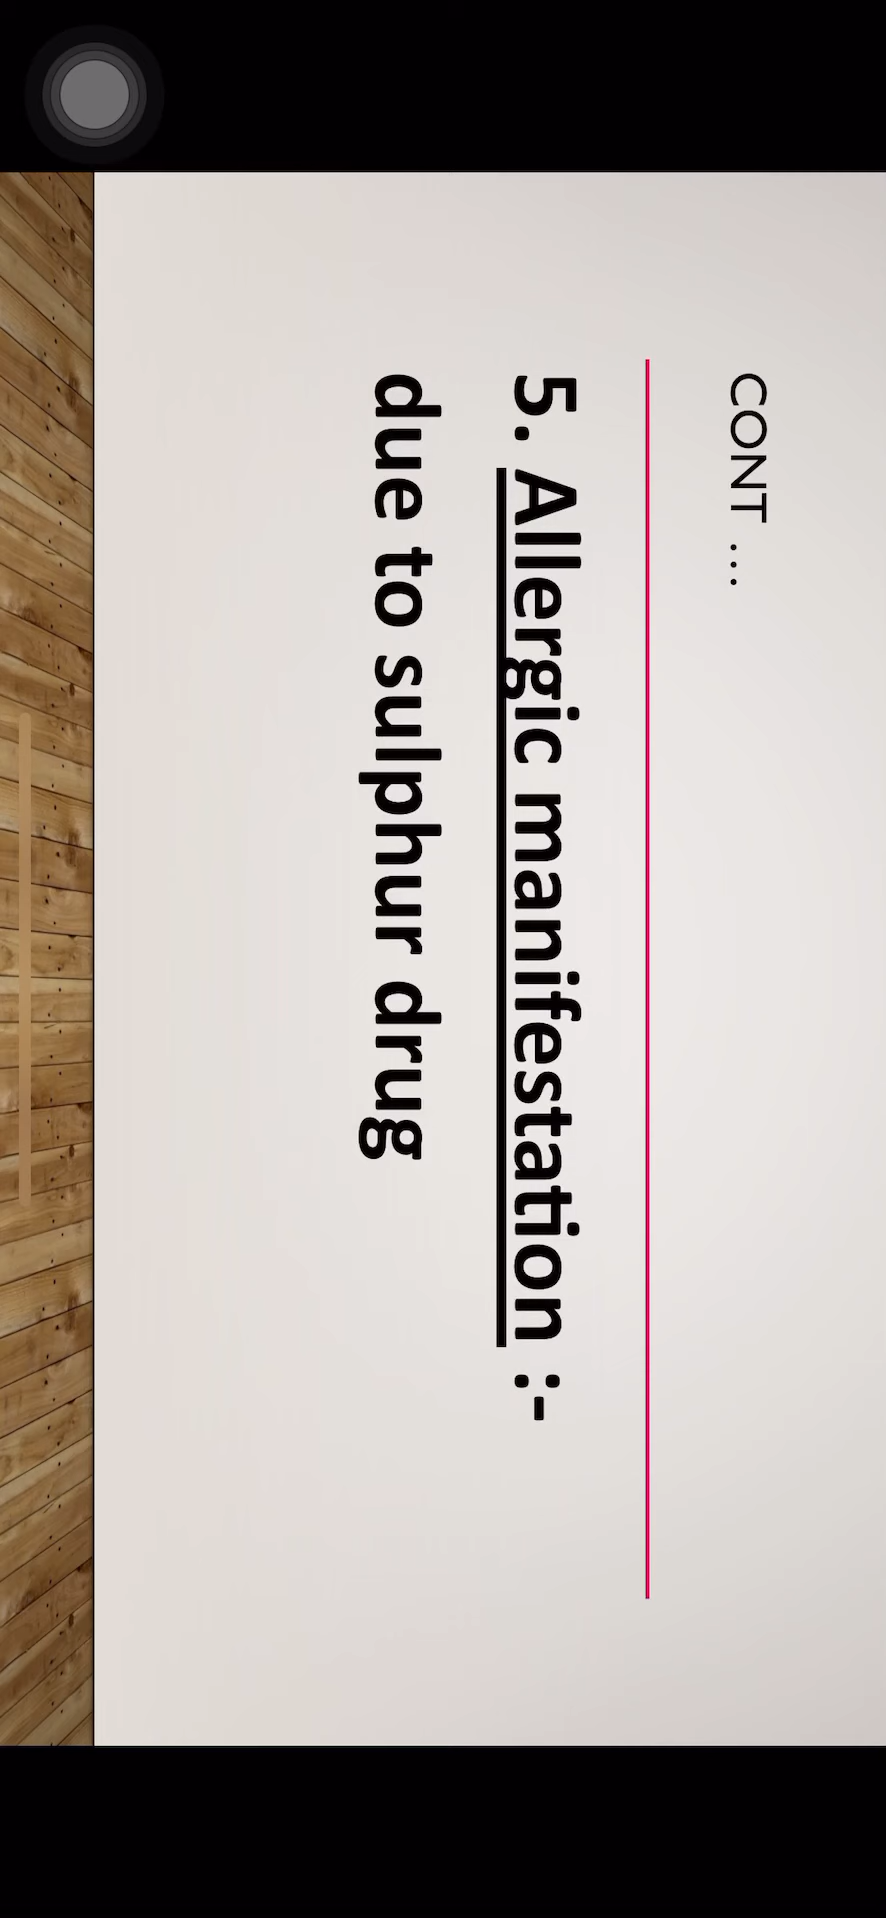 CONT ...
5. Allergic manifestation :-
due to sulphur drug